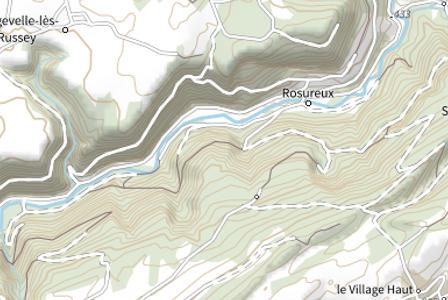 gevelle-lès-
Russey
433
Rosureux
S
le Village Haut